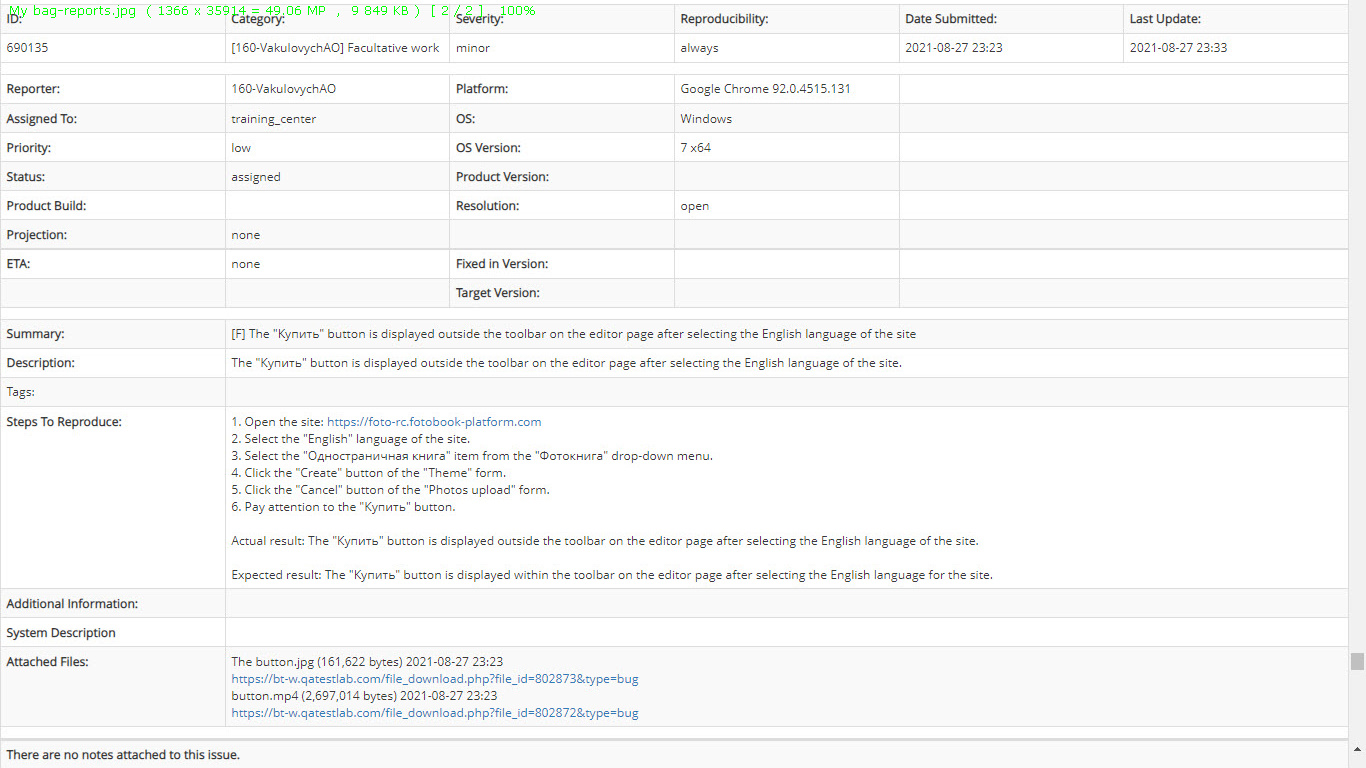 My bag-reports.jpg ( 1366 x 35914 = 49.06 MP , 9 849 KB ) [ 2 / 2 ] 100%
ID: Category: Severity: Reproducibility: Date Submitted: Last Update:
690135 [160-VakulovychAO] Facultative work minor always 2021-08-27 23:23 2021-08-27 23:33
Reporter: 160-VakulovychAO Platform: Google Chrome 92.0.4515.131
Assigned To: training_center OS: Windows
Priority: low OS Version: 7 x64
Status: assigned Product Version:
Product Build: Resolution: open
Projection: none
ETA: none Fixed in Version:
Target Version:
Summary: [F] The "Купить" button is displayed outside the toolbar on the editor page after selecting the English language of the site
Description: The "Купить" button is displayed outside the toolbar on the editor page after selecting the English language of the site.
Tags:
Steps To Reproduce: 1. Open the site: https://foto-rc.fotobook-platform.com
2. Select the "English" language of the site.
3. Select the "Одностраничная книга" item from the "Фотокнига" drop-down menu.
4. Click the "Create" button of the "Theme" form.
5. Click the "Cancel" button of the "Photos upload" form.
6. Pay attention to the "Купить" button.
Actual result: The "Купить" button is displayed outside the toolbar on the editor page after selecting the English language of the site.
Expected result: The "Купить" button is displayed within the toolbar on the editor page after selecting the English language for the site.
Additional Information:
System Description
Attached Files: The button.jpg (161,622 bytes) 2021-08-27 23:23
https://bt-w.qatestlab.com/file_download.php?file_id=802873&type=bug
button.mp4 (2,697,014 bytes) 2021-08-27 23:23
https://bt-w.qatestlab.com/file_download.php?file_id=802872&type=bug
There are no notes attached to this issue.